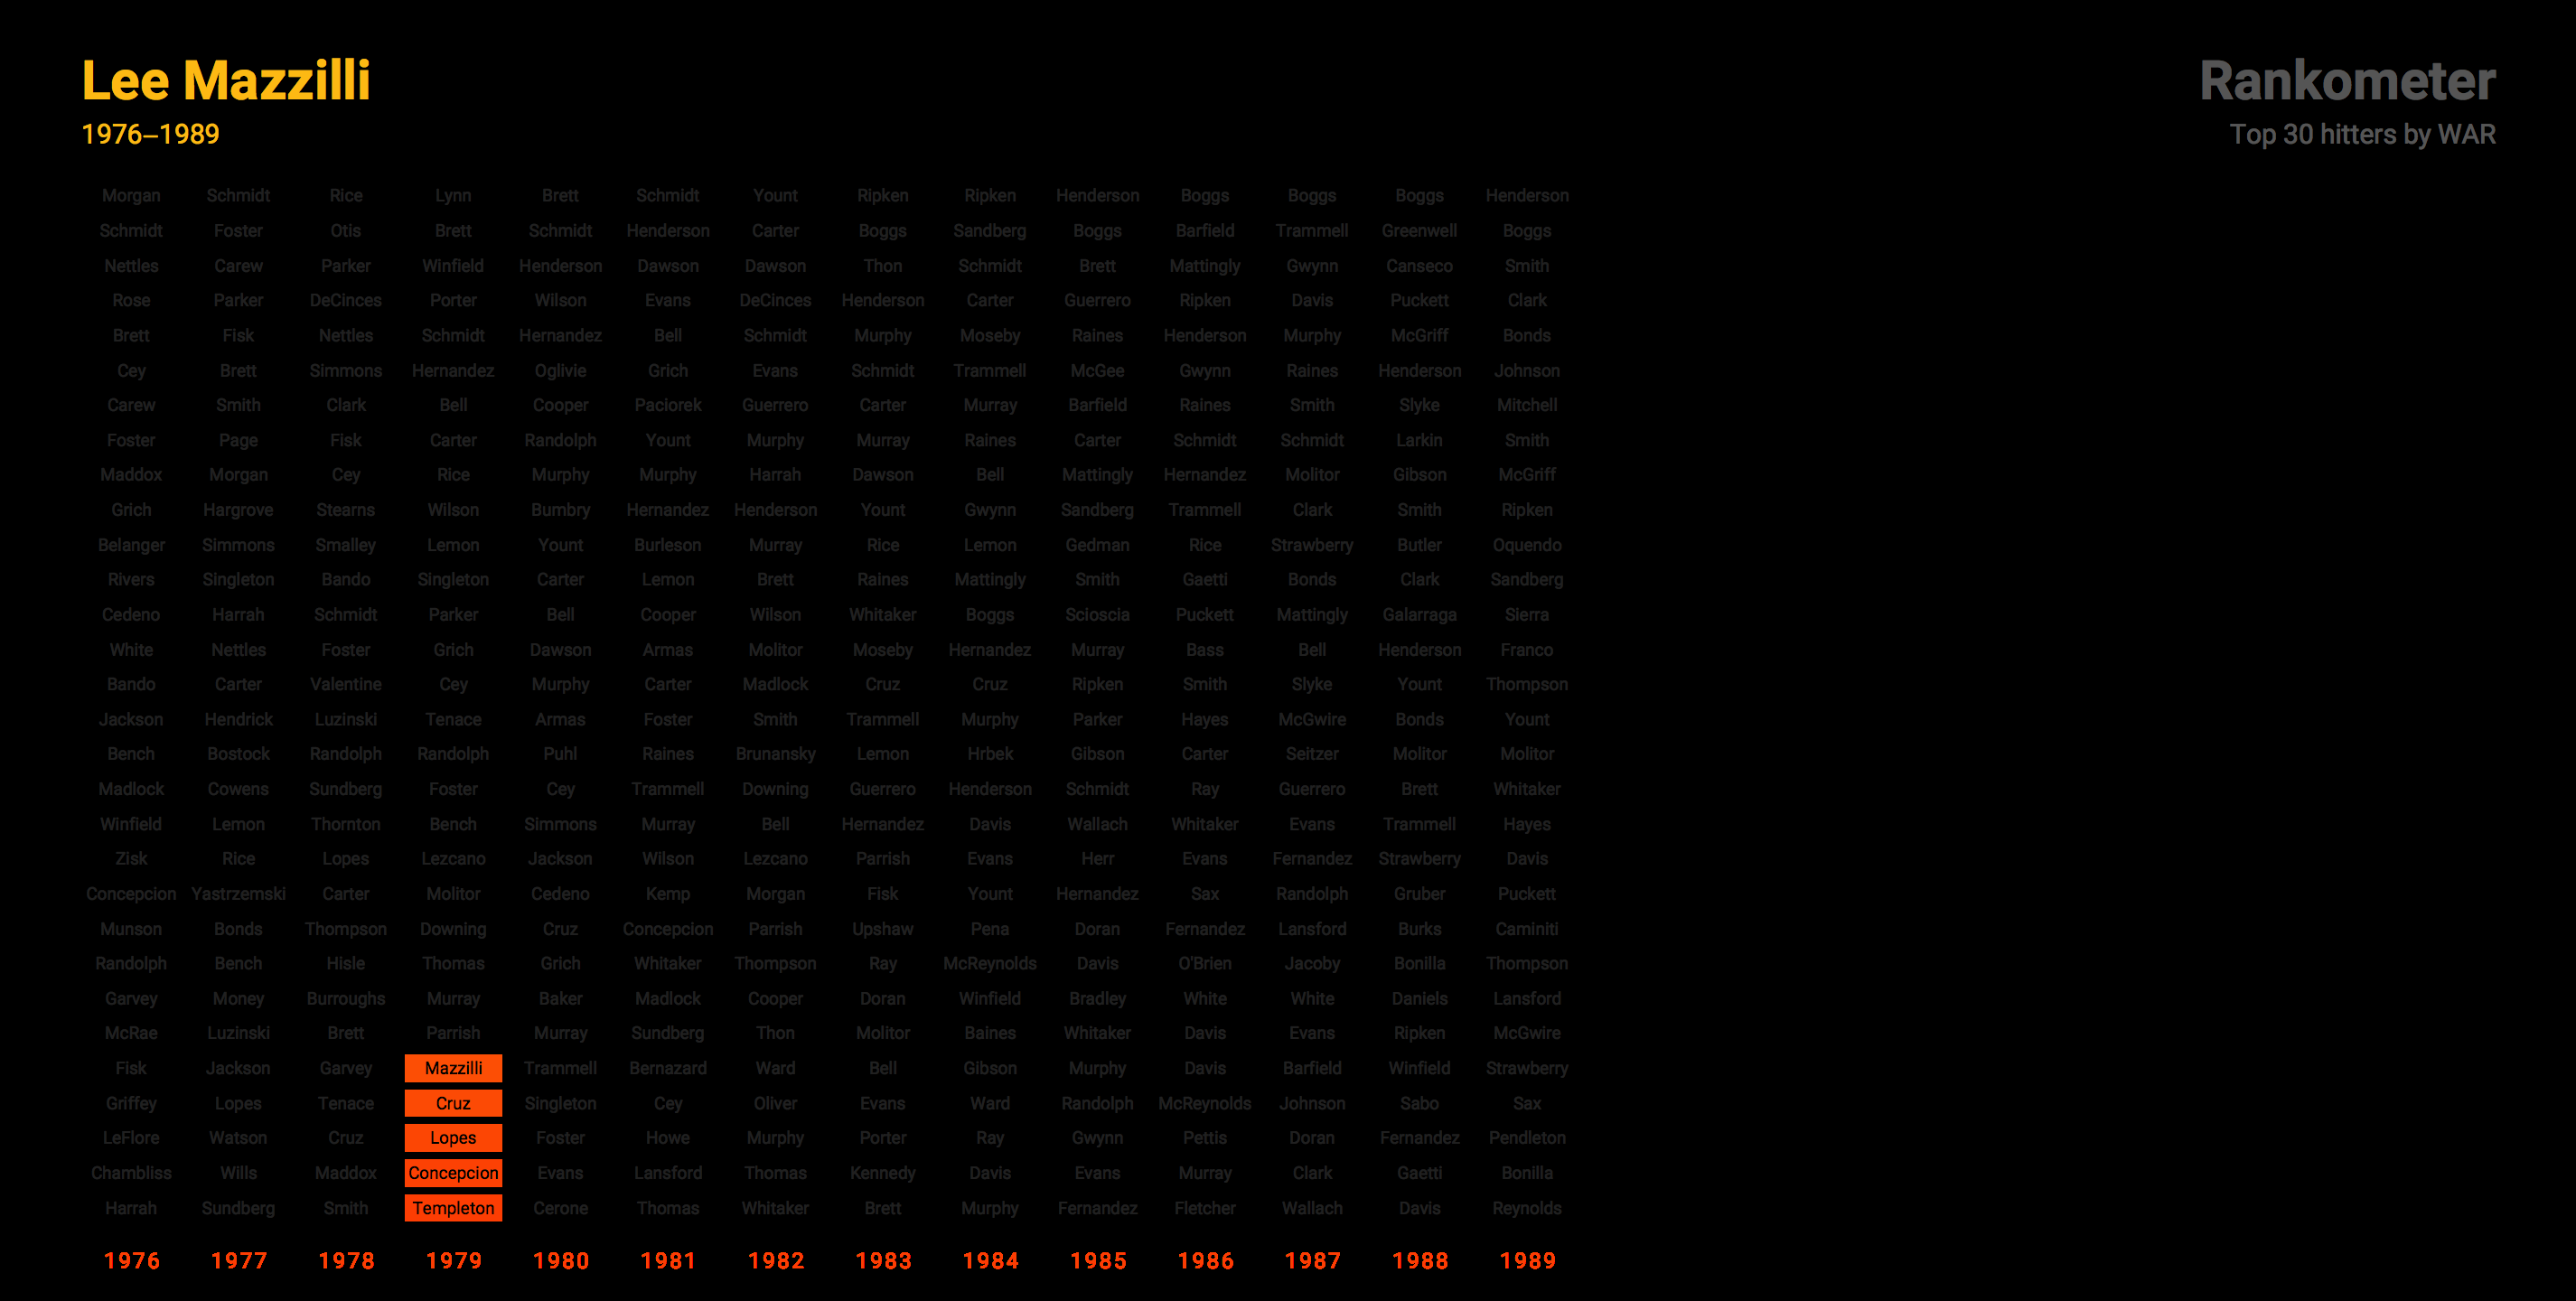 Lee Mazzilli
1976–1989
Rankometer
Top 30 hitters by WAR
Morgan Schmidt Rice Lynn Brett Schmidt Yount Ripken Ripken Henderson Boggs Boggs Boggs Henderson
Schmidt Foster Otis Brett Schmidt Henderson Carter Boggs Sandberg Boggs Barfield Trammell Greenwell Boggs
Nettles Carew Parker Winfield Henderson Dawson Dawson Thon Schmidt Brett Mattingly Gwynn Canseco Smith
Rose Parker DeCinces Porter Wilson Evans DeCinces Henderson Carter Guerrero Ripken Davis Puckett Clark
Brett Fisk Nettles Schmidt Hernandez Bell Schmidt Murphy Moseby Raines Henderson Murphy McGriff Bonds
Cey Brett Simmons Hernandez Oglivie Grich Evans Schmidt Trammell McGee Gwynn Raines Henderson Johnson
Carew Smith Clark Bell Cooper Paciorek Guerrero Carter Murray Barfield Raines Smith Slyke Mitchell
Foster Page Fisk Carter Randolph Yount Murphy Murray Raines Carter Schmidt Schmidt Larkin Smith
Maddox Morgan Cey Rice Murphy Murphy Harrah Dawson Bell Mattingly Hernandez Molitor Gibson McGriff
Grich Hargrove Stearns Wilson Bumbry Hernandez Henderson Yount Gwynn Sandberg Trammell Clark Smith Ripken
Belanger Simmons Smalley Lemon Yount Burleson Murray Rice Lemon Gedman Rice Strawberry Butler Oquendo
Rivers Singleton Bando Singleton Carter Lemon Brett Raines Mattingly Smith Gaetti Bonds Clark Sandberg
Cedeno Harrah Schmidt Parker Bell Cooper Wilson Whitaker Boggs Scioscia Puckett Mattingly Galarraga Sierra
White Nettles Foster Grich Dawson Armas Molitor Moseby Hernandez Murray Bass Bell Henderson Franco
Bando Carter Valentine Cey Murphy Carter Madlock Cruz Cruz Ripken Smith Slyke Yount Thompson
Jackson Hendrick Luzinski Tenace Armas Foster Smith Trammell Murphy Parker Hayes McGwire Bonds Yount
Bench Bostock Randolph Randolph Puhl Raines Brunansky Lemon Hrbek Gibson Carter Seitzer Molitor Molitor
Madlock Cowens Sundberg Foster Cey Trammell Downing Guerrero Henderson Schmidt Ray Guerrero Brett Whitaker
Winfield Lemon Thornton Bench Simmons Murray Bell Hernandez Davis Wallach Whitaker Evans Trammell Hayes
Zisk Rice Lopes Lezcano Jackson Wilson Lezcano Parrish Evans Herr Evans Fernandez Strawberry Davis
Concepcion Yastrzemski Carter Molitor Cedeno Kemp Morgan Fisk Yount Hernandez Sax Randolph Gruber Puckett
Munson Bonds Thompson Downing Cruz Concepcion Parrish Upshaw Pena Doran Fernandez Lansford Burks Caminiti
Randolph Bench Hisle Thomas Grich Whitaker Thompson Ray McReynolds Davis O'Brien Jacoby Bonilla Thompson
Garvey Money Burroughs Murray Baker Madlock Cooper Doran Winfield Bradley White White Daniels Lansford
McRae Luzinski Brett Parrish Murray Sundberg Thon Molitor Baines Whitaker Davis Evans Ripken McGwire
Fisk Jackson Garvey Mazzilli Trammell Bernazard Ward Bell Gibson Murphy Davis Barfield Winfield Strawberry
Griffey Lopes Tenace Cruz Singleton Cey Oliver Evans Ward Randolph McReynolds Johnson Sabo Sax
LeFlore Watson Cruz Lopes Foster Howe Murphy Porter Ray Gwynn Pettis Doran Fernandez Pendleton
Chambliss Wills Maddox Concepcion Evans Lansford Thomas Kennedy Davis Evans Murray Clark Gaetti Bonilla
Harrah Sundberg Smith Templeton Cerone Thomas Whitaker Brett Murphy Fernandez Fletcher Wallach Davis Reynolds
1976 1977 1978 1979 1980 1981 1982 1983 1984 1985 1986 1987 1988 1989